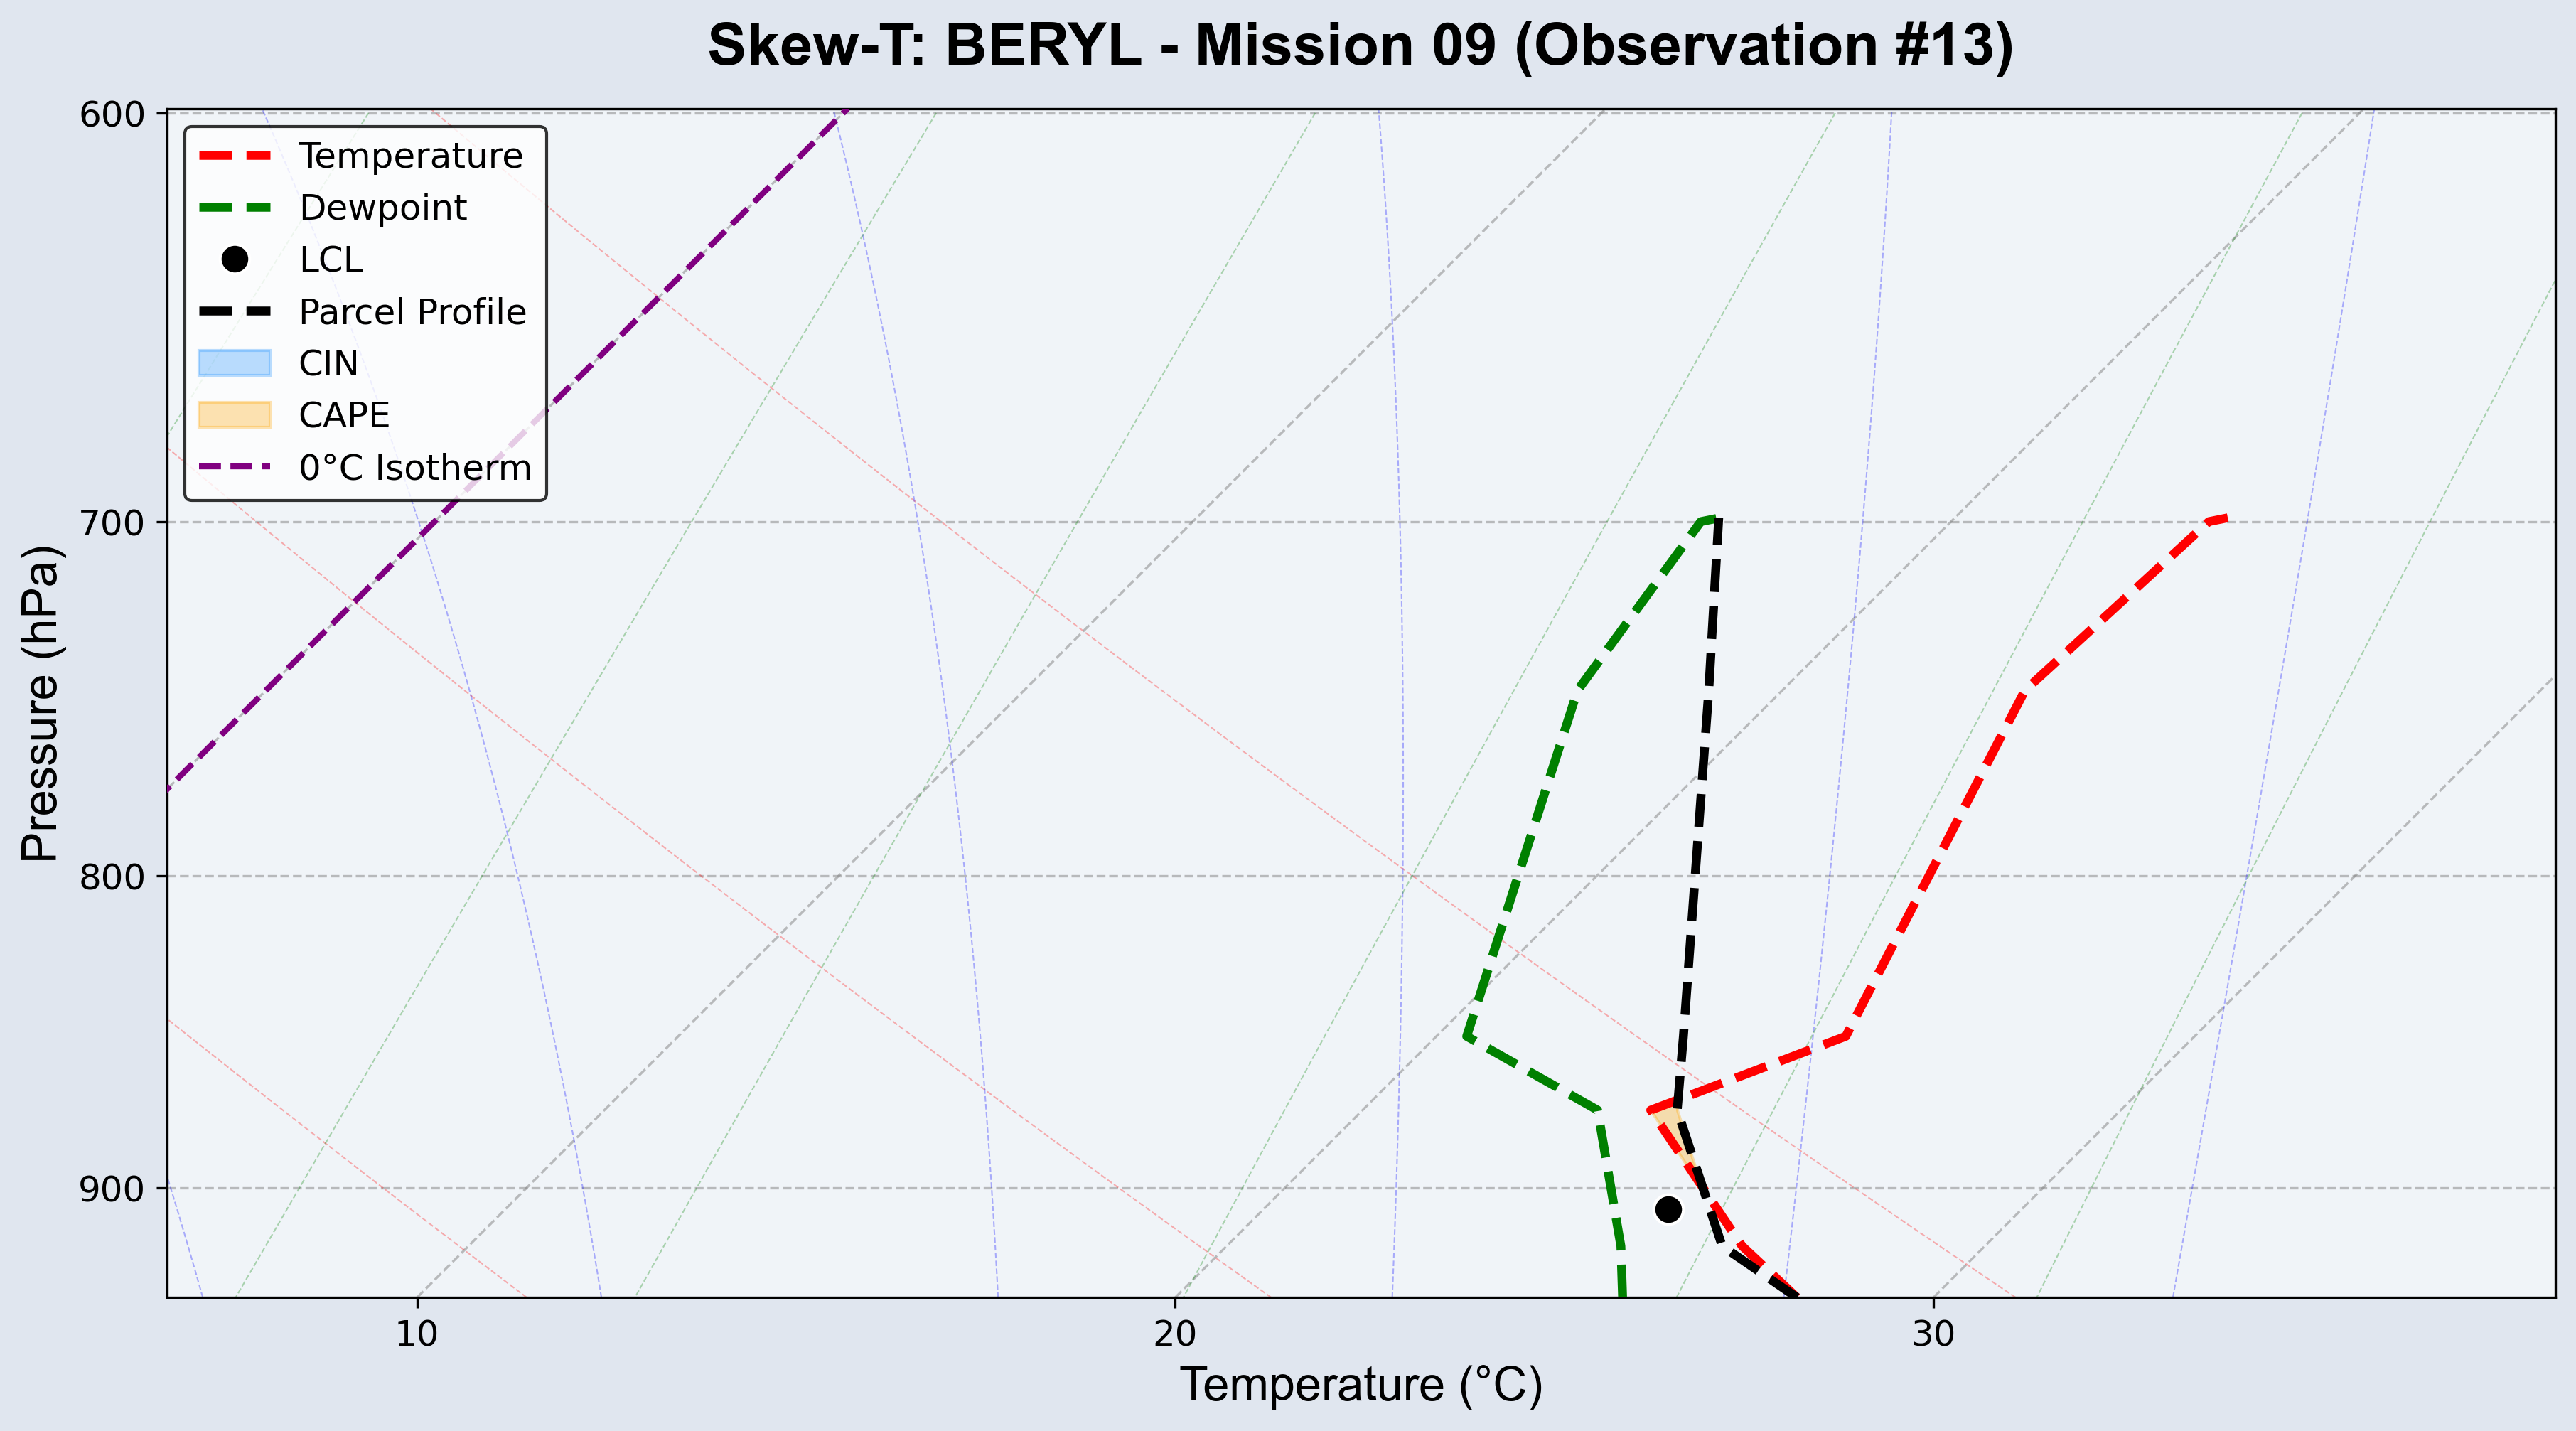 Skew-T: BERYL - Mission 09 (Observation #13)
600
700
800
900
Pressure (hPa)
Temperature
Dewpoint
LCL
Parcel Profile
CIN
CAPE
0°C Isotherm
10
20
30
Temperature (°C)